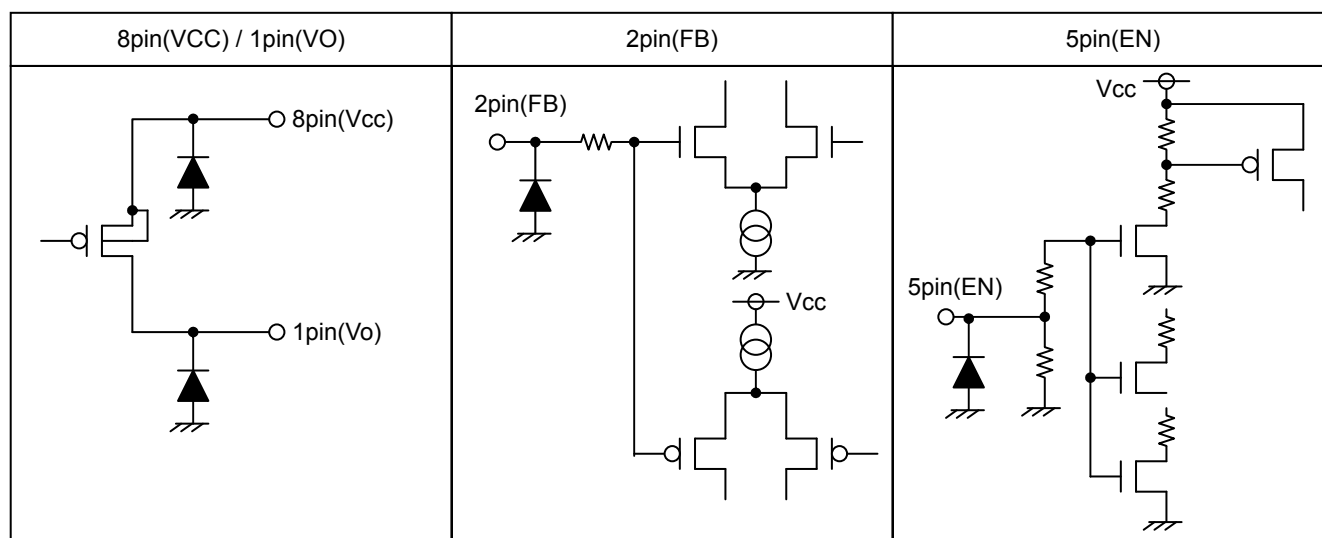 8pin(VCC) / 1pin(VO)
8pin(Vcc)
1pin(Vo)
2pin(FB)
2pin(FB)
Vcc
5pin(EN)
Vcc
5pin(EN)